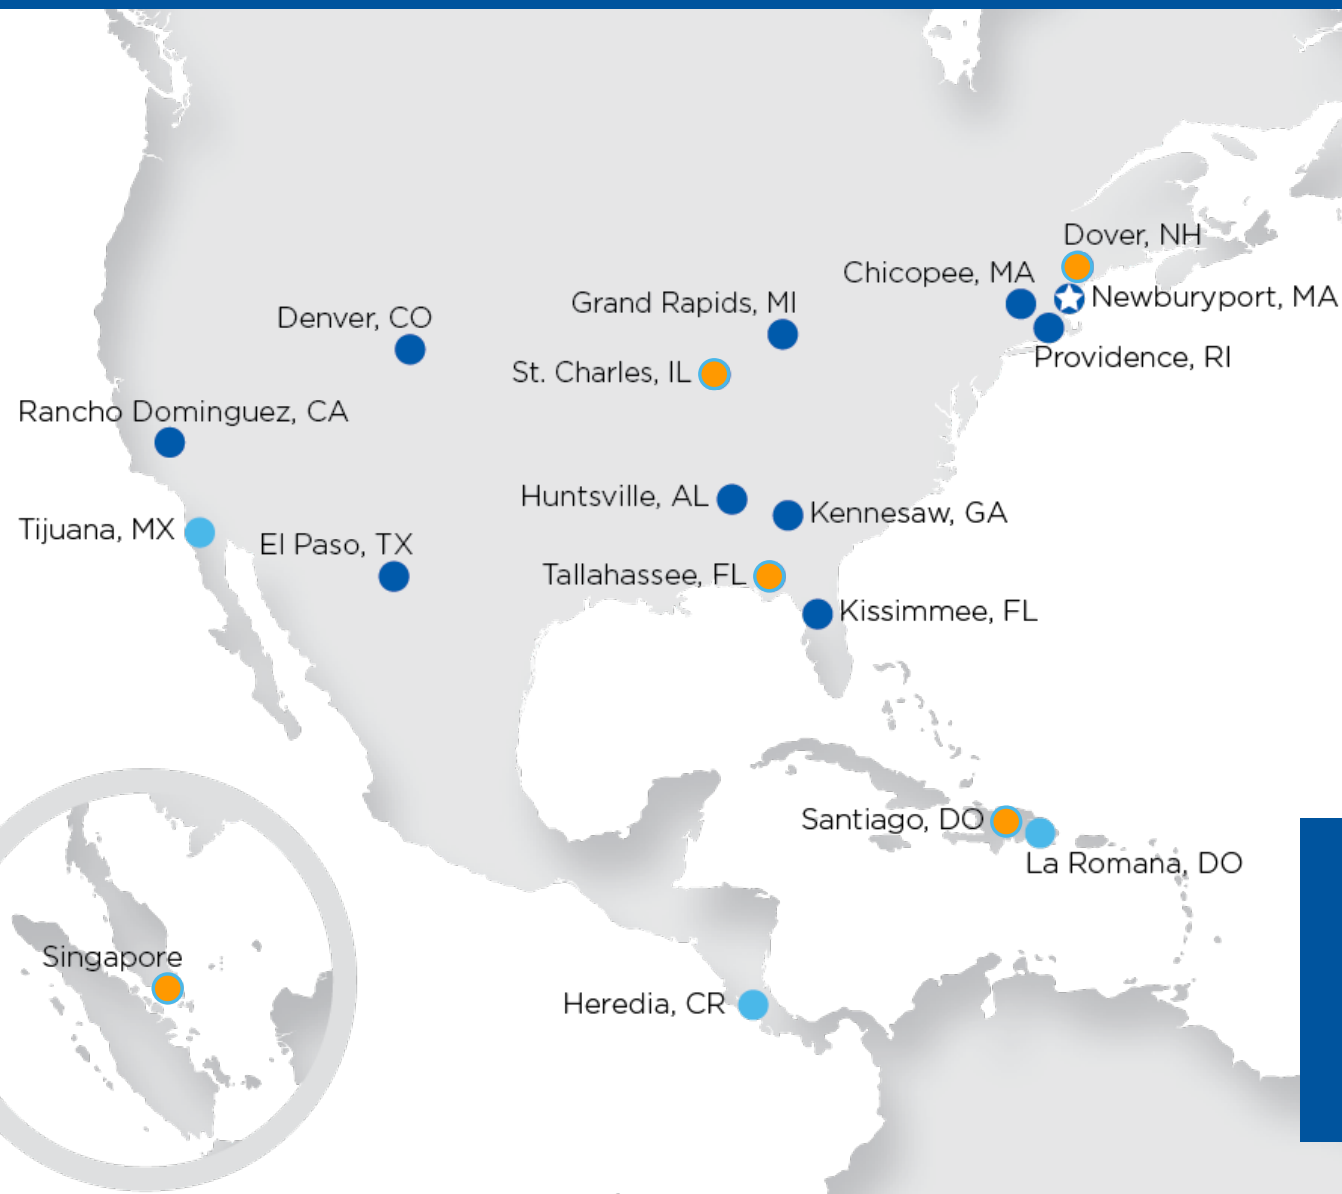 Dover, NH
Chicopee, MA
Newburyport, MA
Grand Rapids, MI
Denver, CO
Providence, RI
St. Charles, IL
Rancho Dominguez, CA
Huntsville, AL
Kennesaw, GA
Tijuana, MX
El Paso, TX
Tallahassee, FL
Kissimmee, FL
Santiago, DO
La Romana, DO
Singapore
Heredia, CR